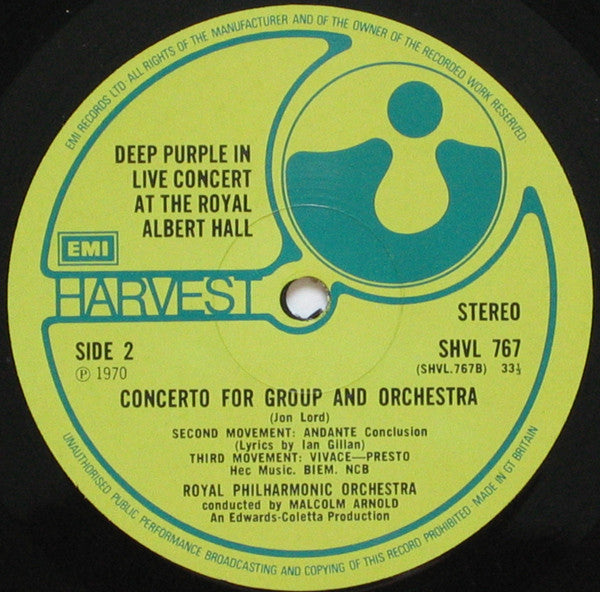 EMI RECORDS LTD ALL RIGHTS OF THE MANUFACTURER AND OF THE OWNER OF THE RECORDED WORK RESERVED
DEEP PURPLE IN
LIVE CONCERT
AT THE ROYAL
ALBERT HALL
EMI
HARVEST
STEREO
SIDE 2
SHVL 767
℗ 1970
(SHVL.767B) 33⅓
CONCERTO FOR GROUP AND ORCHESTRA
(Jon Lord)
SECOND MOVEMENT: ANDANTE Conclusion
(Lyrics by Ian Gillan)
THIRD MOVEMENT: VIVACE—PRESTO
Hec Music. BIEM. NCB
ROYAL PHILHARMONIC ORCHESTRA
conducted by MALCOLM ARNOLD
An Edwards-Coletta Production
UNAUTHORISED PUBLIC PERFORMANCE BROADCASTING AND COPYING OF THIS RECORD PROHIBITED MADE IN GT BRITAIN